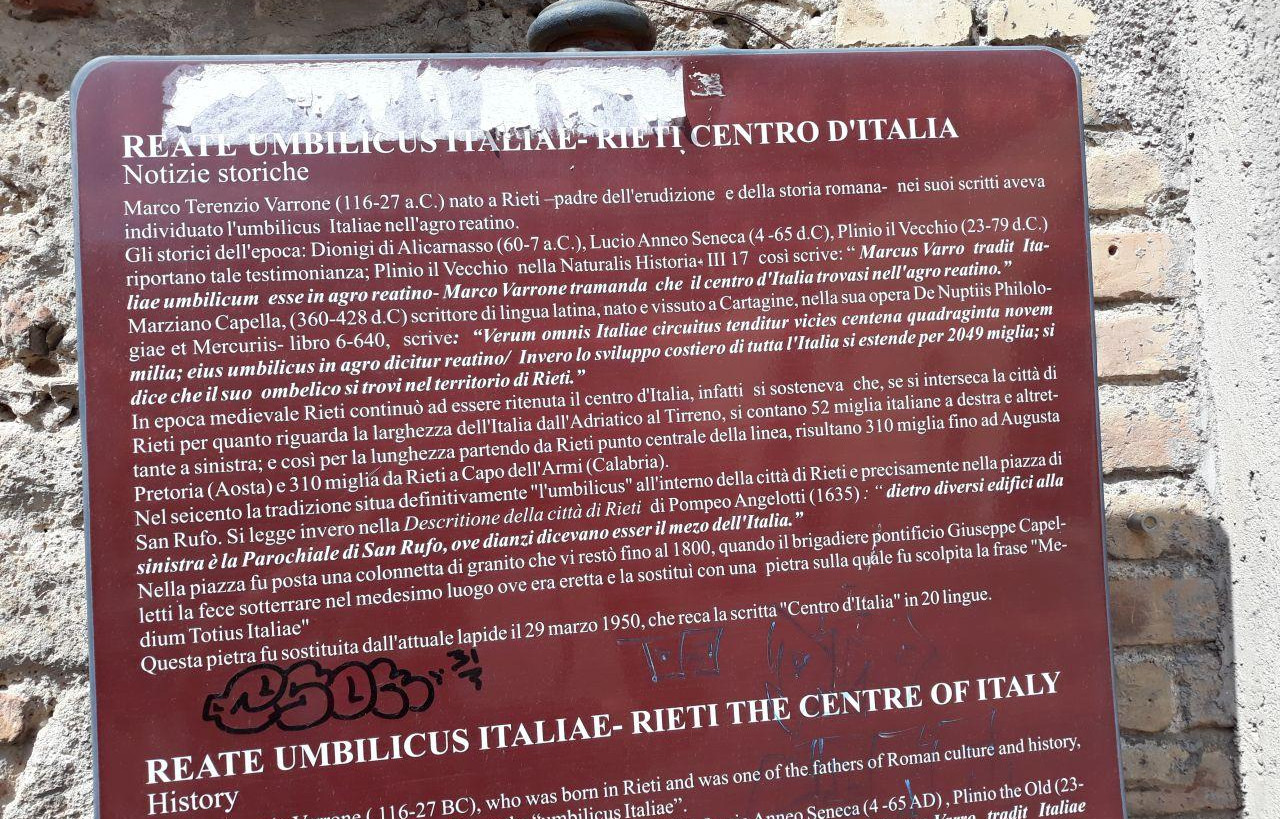 REATE UMBILICUS ITALIAE- RIETI CENTRO D'ITALIA
Notizie storiche
Marco Terenzio Varrone (116-27 a.C.) nato a Rieti –padre dell'erudizione e della storia romana- nei suoi scritti aveva
individuato l'umbilicus Italiae nell'agro reatino.
Gli storici dell'epoca: Dionigi di Alicarnasso (60-7 a.C.), Lucio Anneo Seneca (4 -65 d.C), Plinio il Vecchio (23-79 d.C.)
riportano tale testimonianza; Plinio il Vecchio nella Naturalis Historia- III 17 così scrive: “ Marcus Varro tradit Ita-
liae umbilicum esse in agro reatino- Marco Varrone tramanda che il centro d'Italia trovasi nell'agro reatino.”
Marziano Capella, (360-428 d.C) scrittore di lingua latina, nato e vissuto a Cartagine, nella sua opera De Nuptiis Philolo-
giae et Mercuriis- libro 6-640, scrive: “Verum omnis Italiae circuitus tenditur vicies centena quadraginta novem
milia; eius umbilicus in agro dicitur reatino/ Invero lo sviluppo costiero di tutta l'Italia si estende per 2049 miglia; si
dice che il suo ombelico si trovi nel territorio di Rieti.”
In epoca medievale Rieti continuò ad essere ritenuta il centro d'Italia, infatti si sosteneva che, se si interseca la città di
Rieti per quanto riguarda la larghezza dell'Italia dall'Adriatico al Tirreno, si contano 52 miglia italiane a destra e altret-
tante a sinistra; e così per la lunghezza partendo da Rieti punto centrale della linea, risultano 310 miglia fino ad Augusta
Pretoria (Aosta) e 310 miglia da Rieti a Capo dell'Armi (Calabria).
Nel seicento la tradizione situa definitivamente "l'umbilicus" all'interno della città di Rieti e precisamente nella piazza di
San Rufo. Si legge invero nella Descritione della città di Rieti di Pompeo Angelotti (1635) : “ dietro diversi edifici alla
sinistra è la Parochiale di San Rufo, ove dianzi dicevano esser il mezo dell'Italia.”
Nella piazza fu posta una colonnetta di granito che vi restò fino al 1800, quando il brigadiere pontificio Giuseppe Capel-
letti la fece sotterrare nel medesimo luogo ove era eretta e la sostituì con una pietra sulla quale fu scolpita la frase "Me-
dium Totius Italiae"
Questa pietra fu sostituita dall'attuale lapide il 29 marzo 1950, che reca la scritta "Centro d'Italia" in 20 lingue.
REATE UMBILICUS ITALIAE- RIETI THE CENTRE OF ITALY
History
Varrone ( 116-27 BC), who was born in Rieti and was one of the fathers of Roman culture and history,
“umbilicus Italiae”.
Anneo Seneca (4 -65 AD) , Plinio the Old (23-
Varro tradit Italiae